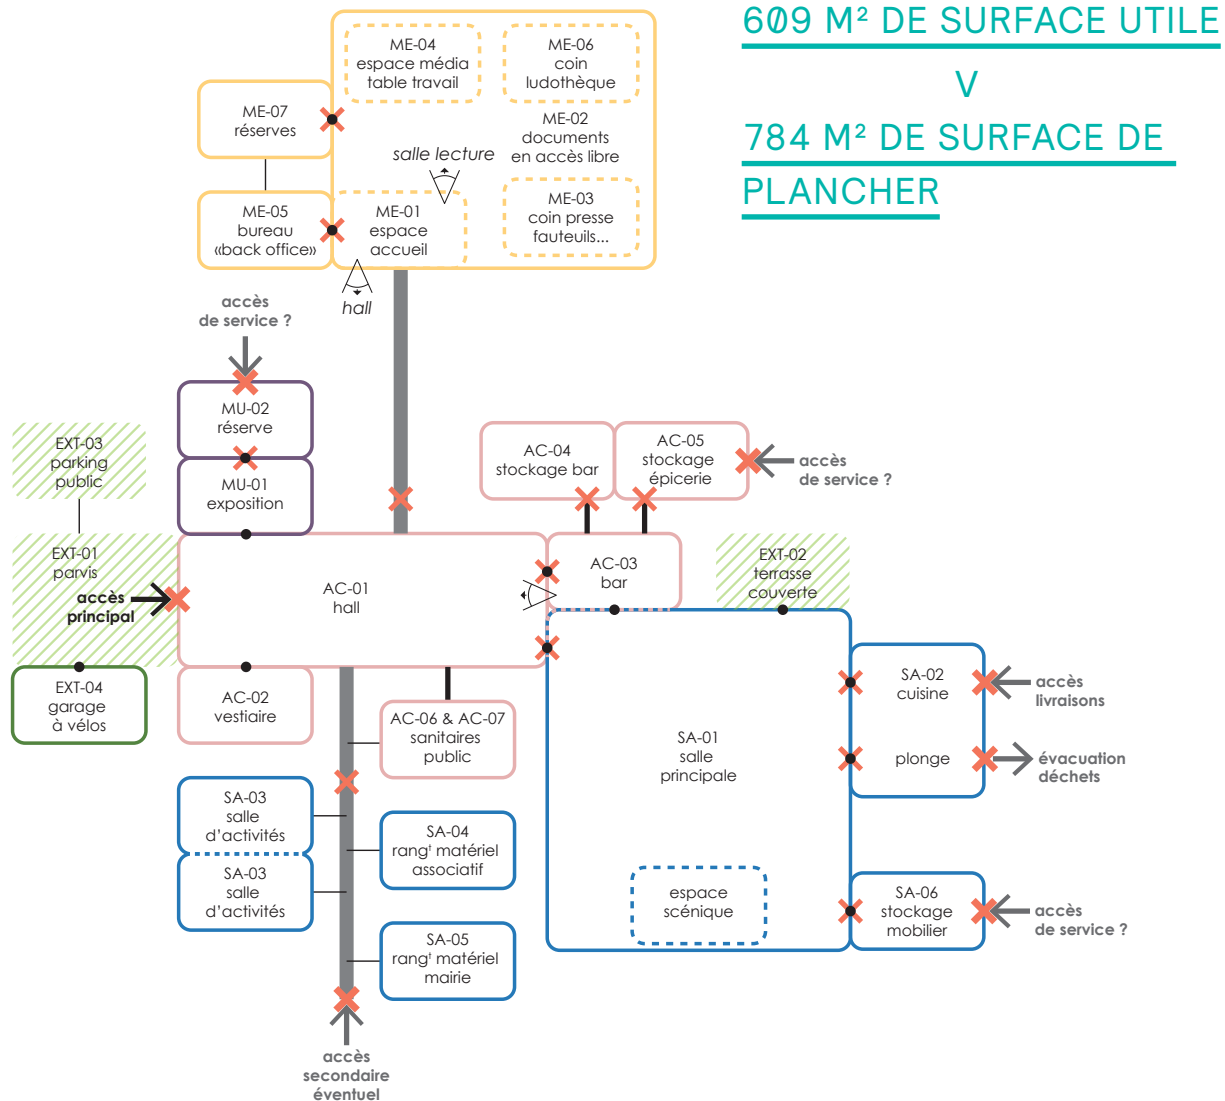 609 M² DE SURFACE UTILE
V
784 M² DE SURFACE DE
PLANCHER
ME-04
espace média
table travail
ME-06
coin
ludothèque
ME-07
réserves
ME-02
documents
en accès libre
salle lecture
ME-05
bureau
«back office»
ME-01
espace
accueil
ME-03
coin presse
fauteuils...
hall
accès
de service ?
MU-02
réserve
MU-01
exposition
EXT-03
parking
public
AC-04
stockage bar
AC-05
stockage
épicerie
accès
de service ?
EXT-01
parvis
accès
principal
AC-01
hall
AC-03
bar
EXT-02
terrasse
couverte
EXT-04
garage
à vélos
AC-02
vestiaire
AC-06 & AC-07
sanitaires
public
SA-01
salle
principale
SA-02
cuisine
plonge
accès
livraisons
évacuation
déchets
SA-03
salle
d'activités
SA-03
salle
d'activités
SA-04
rangᵗ matériel
associatif
SA-05
rangᵗ matériel
mairie
espace
scénique
SA-06
stockage
mobilier
accès
de service ?
accès
secondaire
éventuel